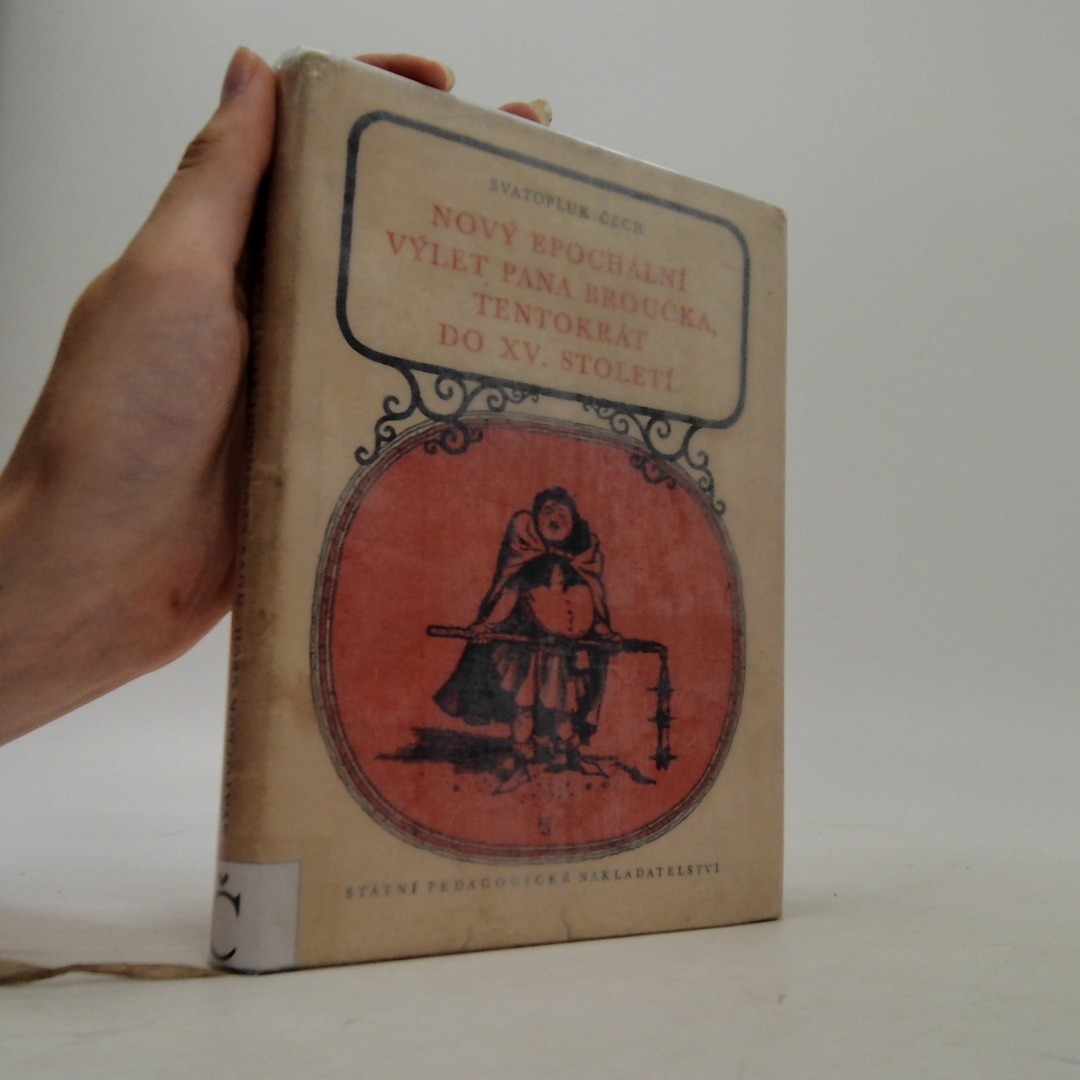 SVATOPLUK ČECH
NOVÝ EPOCHÁLNÍ
VÝLET PANA BROUČKA,
TENTOKRÁT
DO XV. STOLETÍ.
STÁTNÍ PEDAGOGICKÉ NAKLADATELSTVÍ
Č